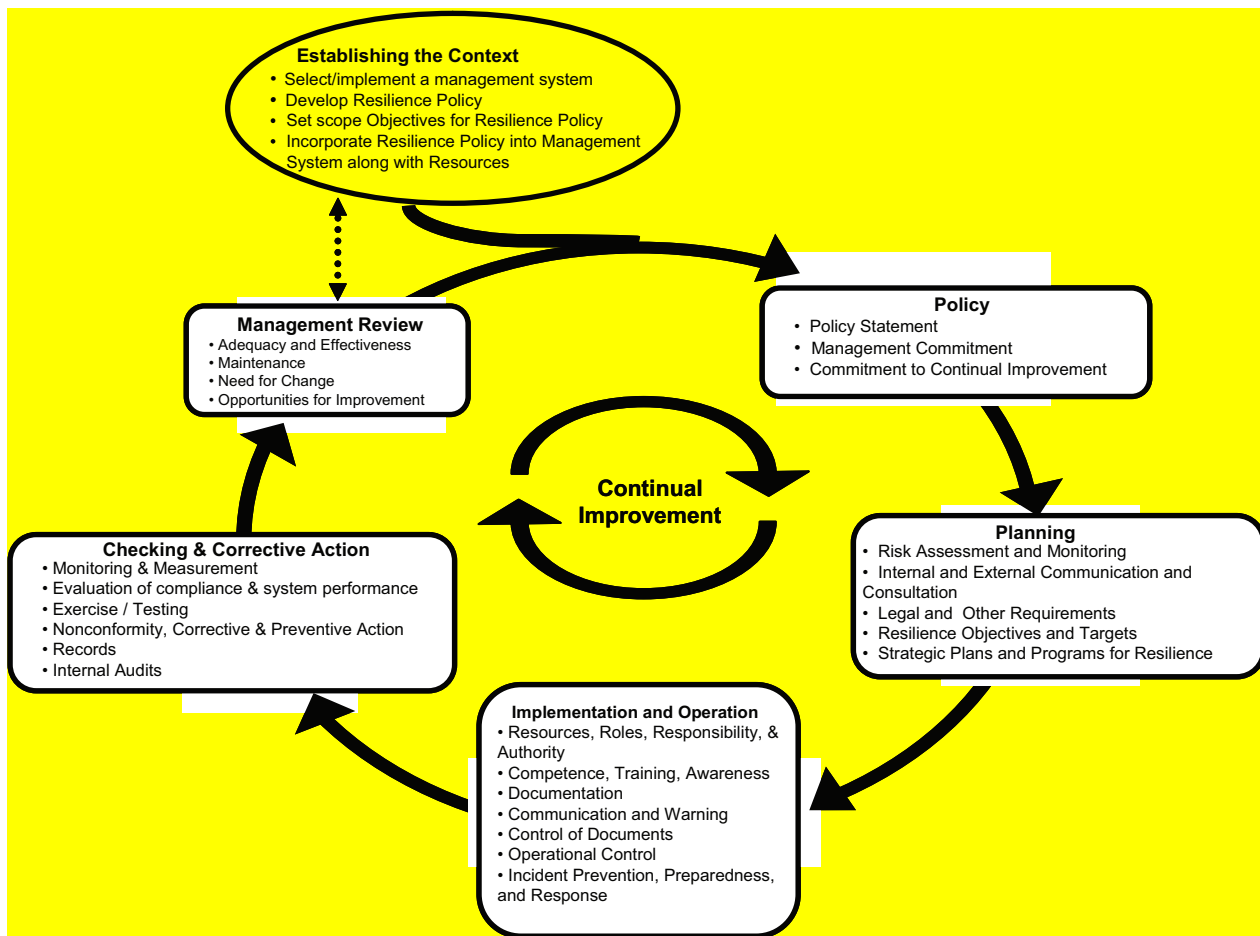 Establishing the Context
• Select/implement a management system
• Develop Resilience Policy
• Set scope Objectives for Resilience Policy
• Incorporate Resilience Policy into Management
System along with Resources
Policy
• Policy Statement
• Management Commitment
• Commitment to Continual Improvement
Planning
• Risk Assessment and Monitoring
• Internal and External Communication and
Consultation
• Legal and Other Requirements
• Resilience Objectives and Targets
• Strategic Plans and Programs for Resilience
Implementation and Operation
• Resources, Roles, Responsibility, &
Authority
• Competence, Training, Awareness
• Documentation
• Communication and Warning
• Control of Documents
• Operational Control
• Incident Prevention, Preparedness,
and Response
Checking & Corrective Action
• Monitoring & Measurement
• Evaluation of compliance & system performance
• Exercise / Testing
• Nonconformity, Corrective & Preventive Action
• Records
• Internal Audits
Management Review
• Adequacy and Effectiveness
• Maintenance
• Need for Change
• Opportunities for Improvement
Continual
Improvement